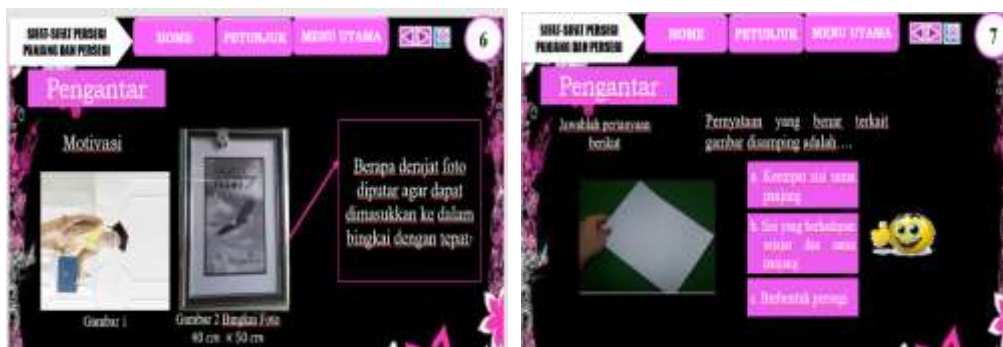 SIFAT-SIFAT PERSEGI
PANJANG DAN PERSEGI
HOME
PETUNJUK
MENU UTAMA
6
Pengantar
Motivasi
Berapa derajat foto
diputar agar dapat
dimasukkan ke dalam
bingkai dengan tepat?
Gambar 1
Gambar 2 Bingkai Foto
40 cm × 50 cm
SIFAT-SIFAT PERSEGI
PANJANG DAN PERSEGI
HOME
PETUNJUK
MENU UTAMA
7
Pengantar
Jawablah pertanyaan
berikut
Pernyataan yang benar terkait
gambar disamping adalah....
a. Keempat sisi sama
panjang
b. Sisi yang berhadapan
sejajar dan sama
panjang
c. Berbentuk persegi